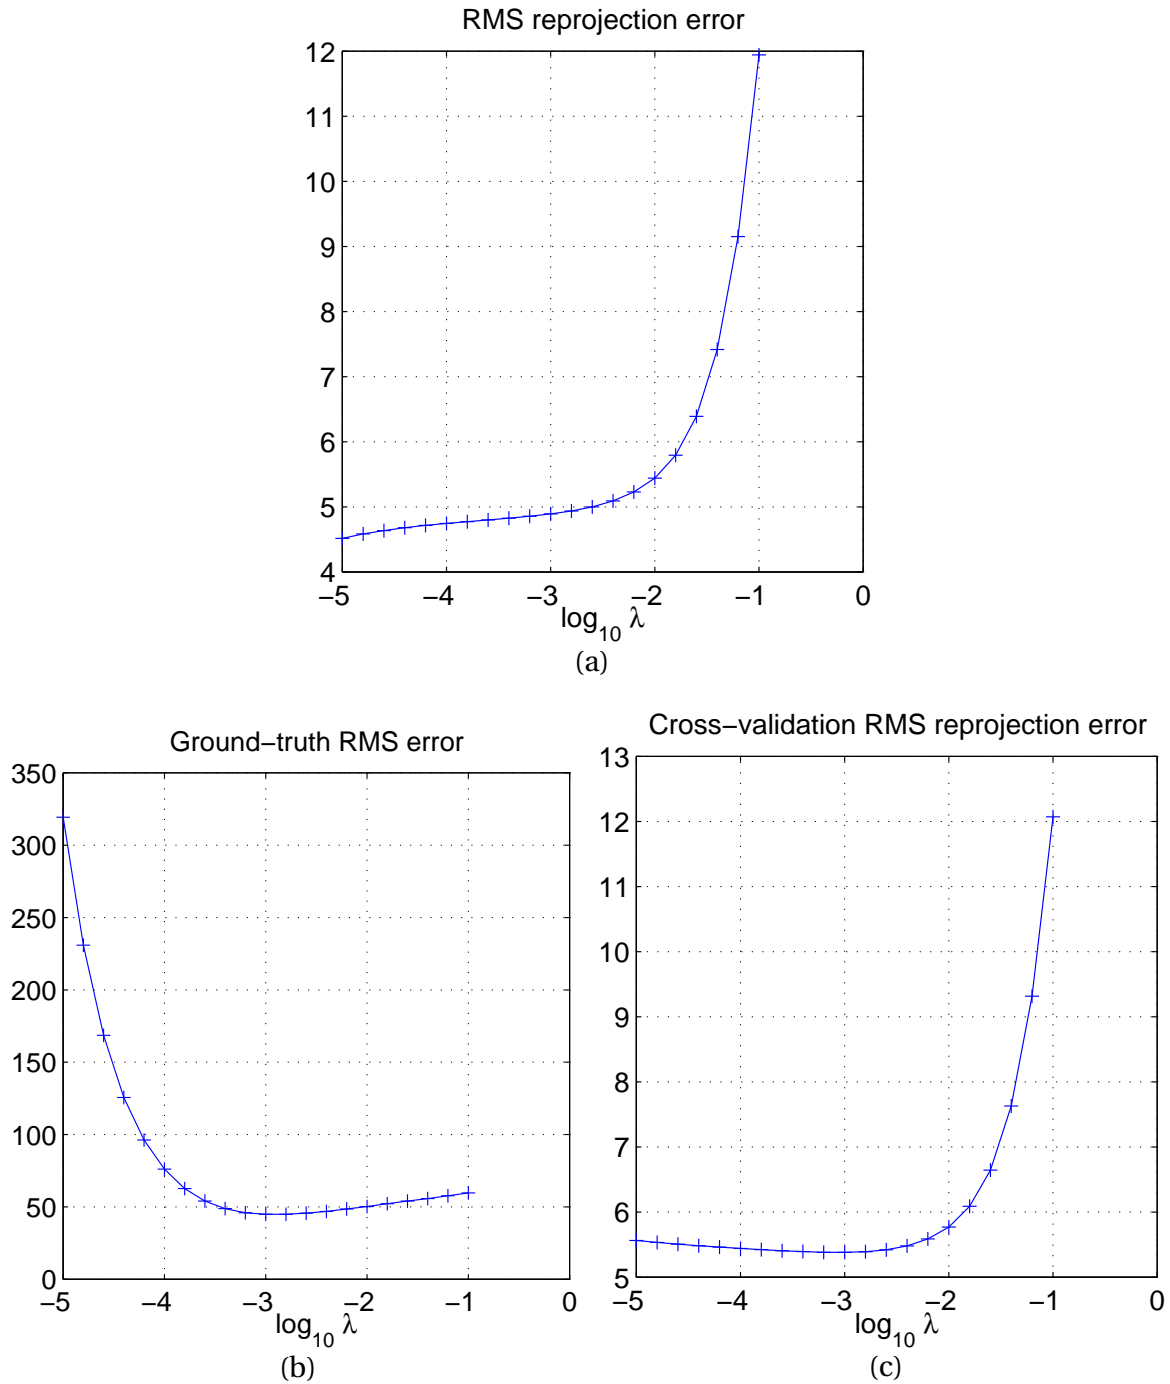 RMS reprojection error
12
11
10
9
8
7
6
5
4
−5 −4 −3 −2 −1 0
log10 λ
(a)
Ground−truth RMS error
350
300
250
200
150
100
50
0
−5 −4 −3 −2 −1 0
log10 λ
(b)
Cross−validation RMS reprojection error
13
12
11
10
9
8
7
6
5
−5 −4 −3 −2 −1 0
log10 λ
(c)